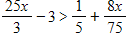 25x/3 − 3 > 1/5 + 8x/75